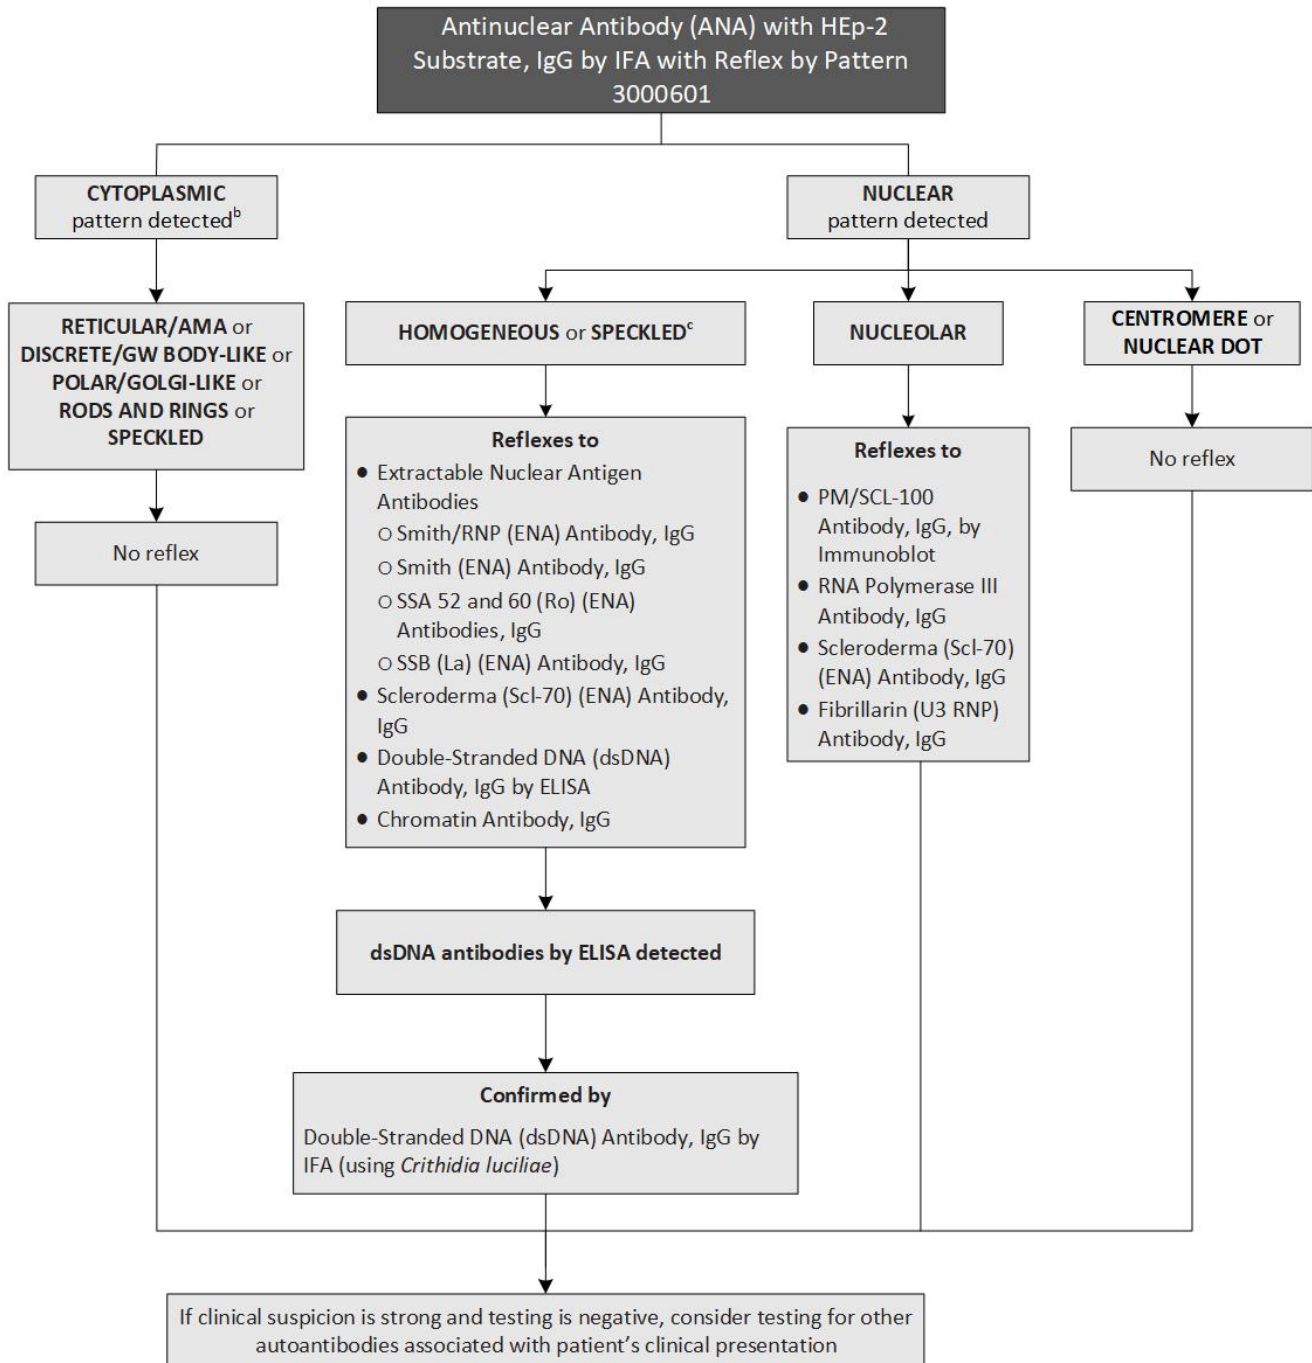 Antinuclear Antibody (ANA) with HEp-2
Substrate, IgG by IFA with Reflex by Pattern
3000601
CYTOPLASMIC
pattern detectedᵇ
NUCLEAR
pattern detected
RETICULAR/AMA or
DISCRETE/GW BODY-LIKE or
POLAR/GOLGI-LIKE or
RODS AND RINGS or
SPECKLED
No reflex
HOMOGENEOUS or SPECKLEDᶜ
Reflexes to
● Extractable Nuclear Antigen
Antibodies
○ Smith/RNP (ENA) Antibody, IgG
○ Smith (ENA) Antibody, IgG
○ SSA 52 and 60 (Ro) (ENA)
Antibodies, IgG
○ SSB (La) (ENA) Antibody, IgG
● Scleroderma (Scl-70) (ENA) Antibody,
IgG
● Double-Stranded DNA (dsDNA)
Antibody, IgG by ELISA
● Chromatin Antibody, IgG
dsDNA antibodies by ELISA detected
Confirmed by
Double-Stranded DNA (dsDNA) Antibody, IgG by
IFA (using Crithidia luciliae)
NUCLEOLAR
Reflexes to
● PM/SCL-100
Antibody, IgG, by
Immunoblot
● RNA Polymerase III
Antibody, IgG
● Scleroderma (Scl-70)
(ENA) Antibody, IgG
● Fibrillarin (U3 RNP)
Antibody, IgG
CENTROMERE or
NUCLEAR DOT
No reflex
If clinical suspicion is strong and testing is negative, consider testing for other
autoantibodies associated with patient's clinical presentation